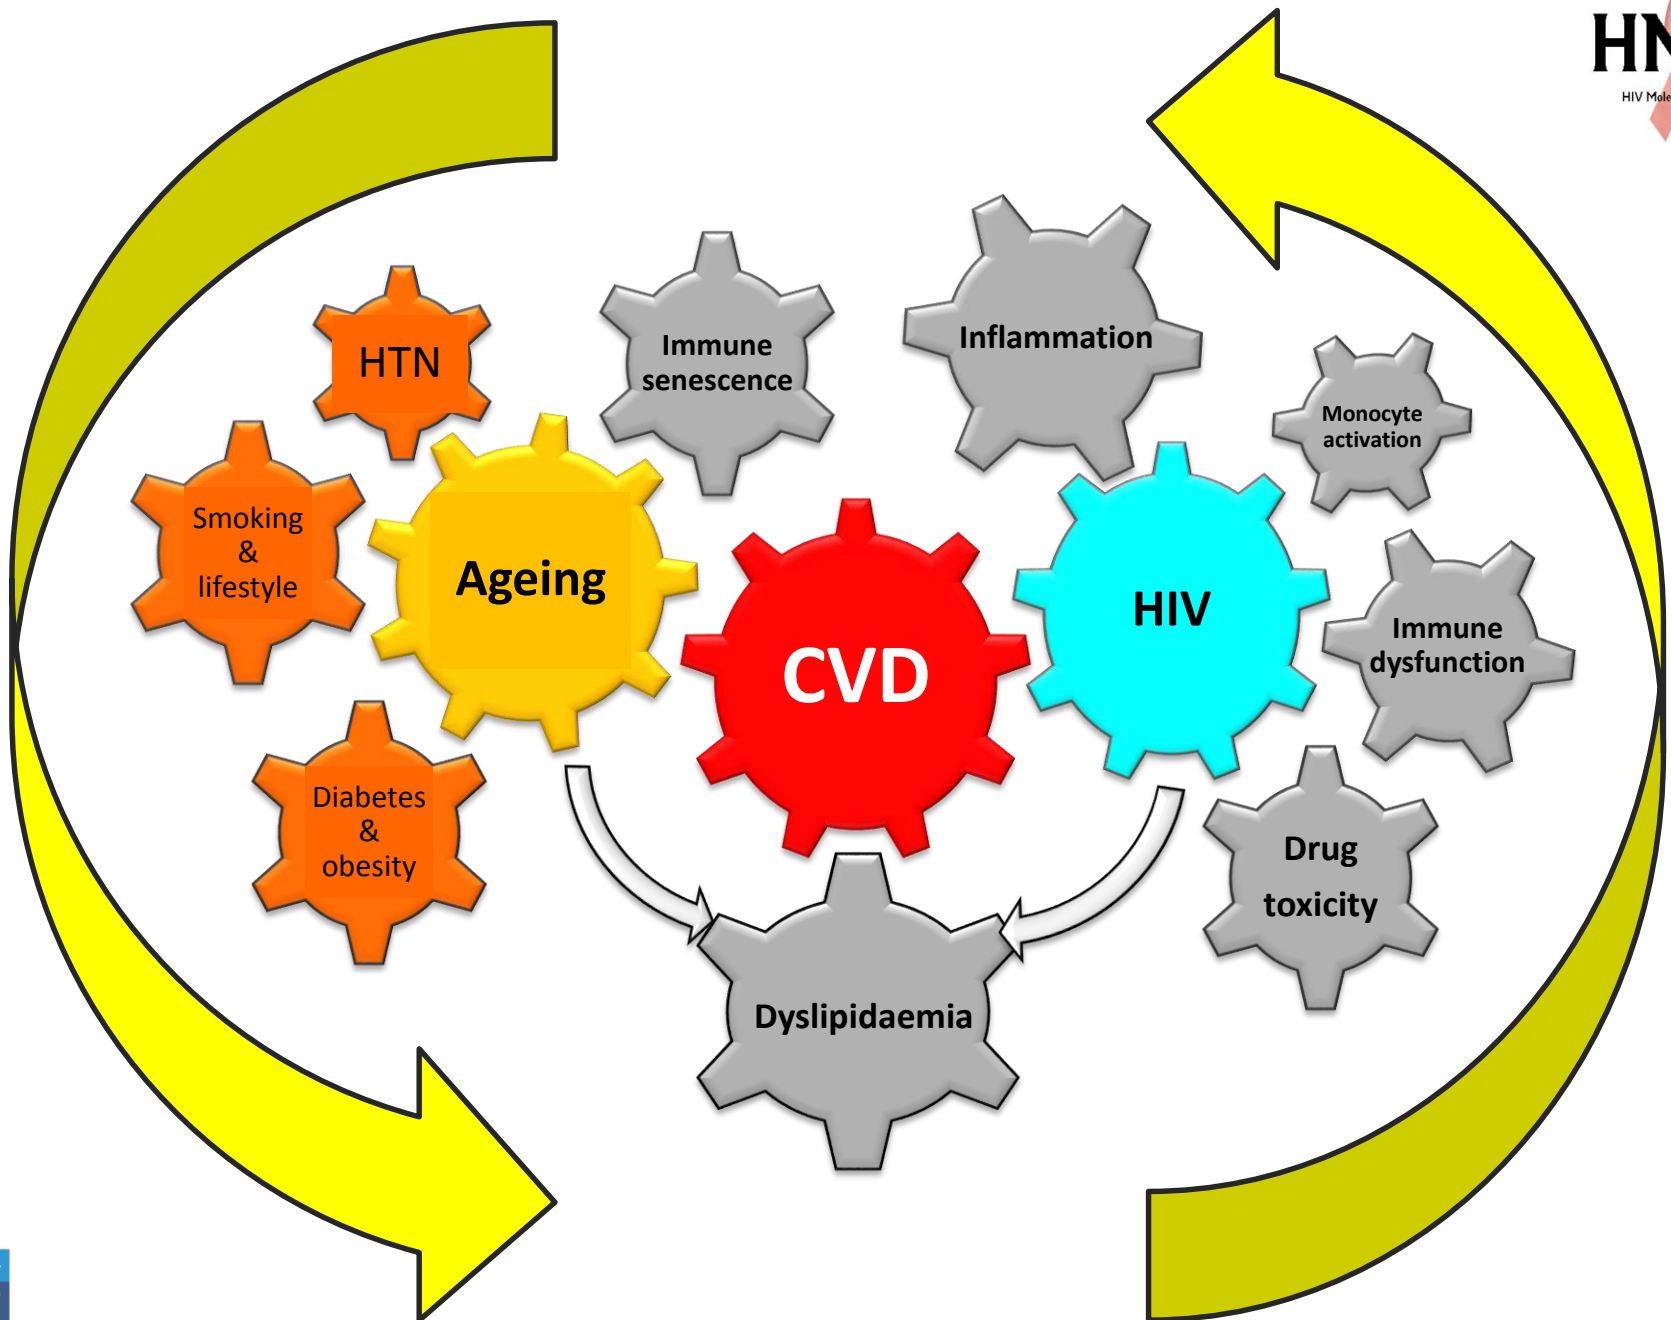 HIV Mole
HTN
Immune
senescence
Inflammation
Monocyte
activation
Smoking
&
lifestyle
Ageing
CVD
HIV
Immune
dysfunction
Diabetes
&
obesity
Drug
toxicity
Dyslipidaemia